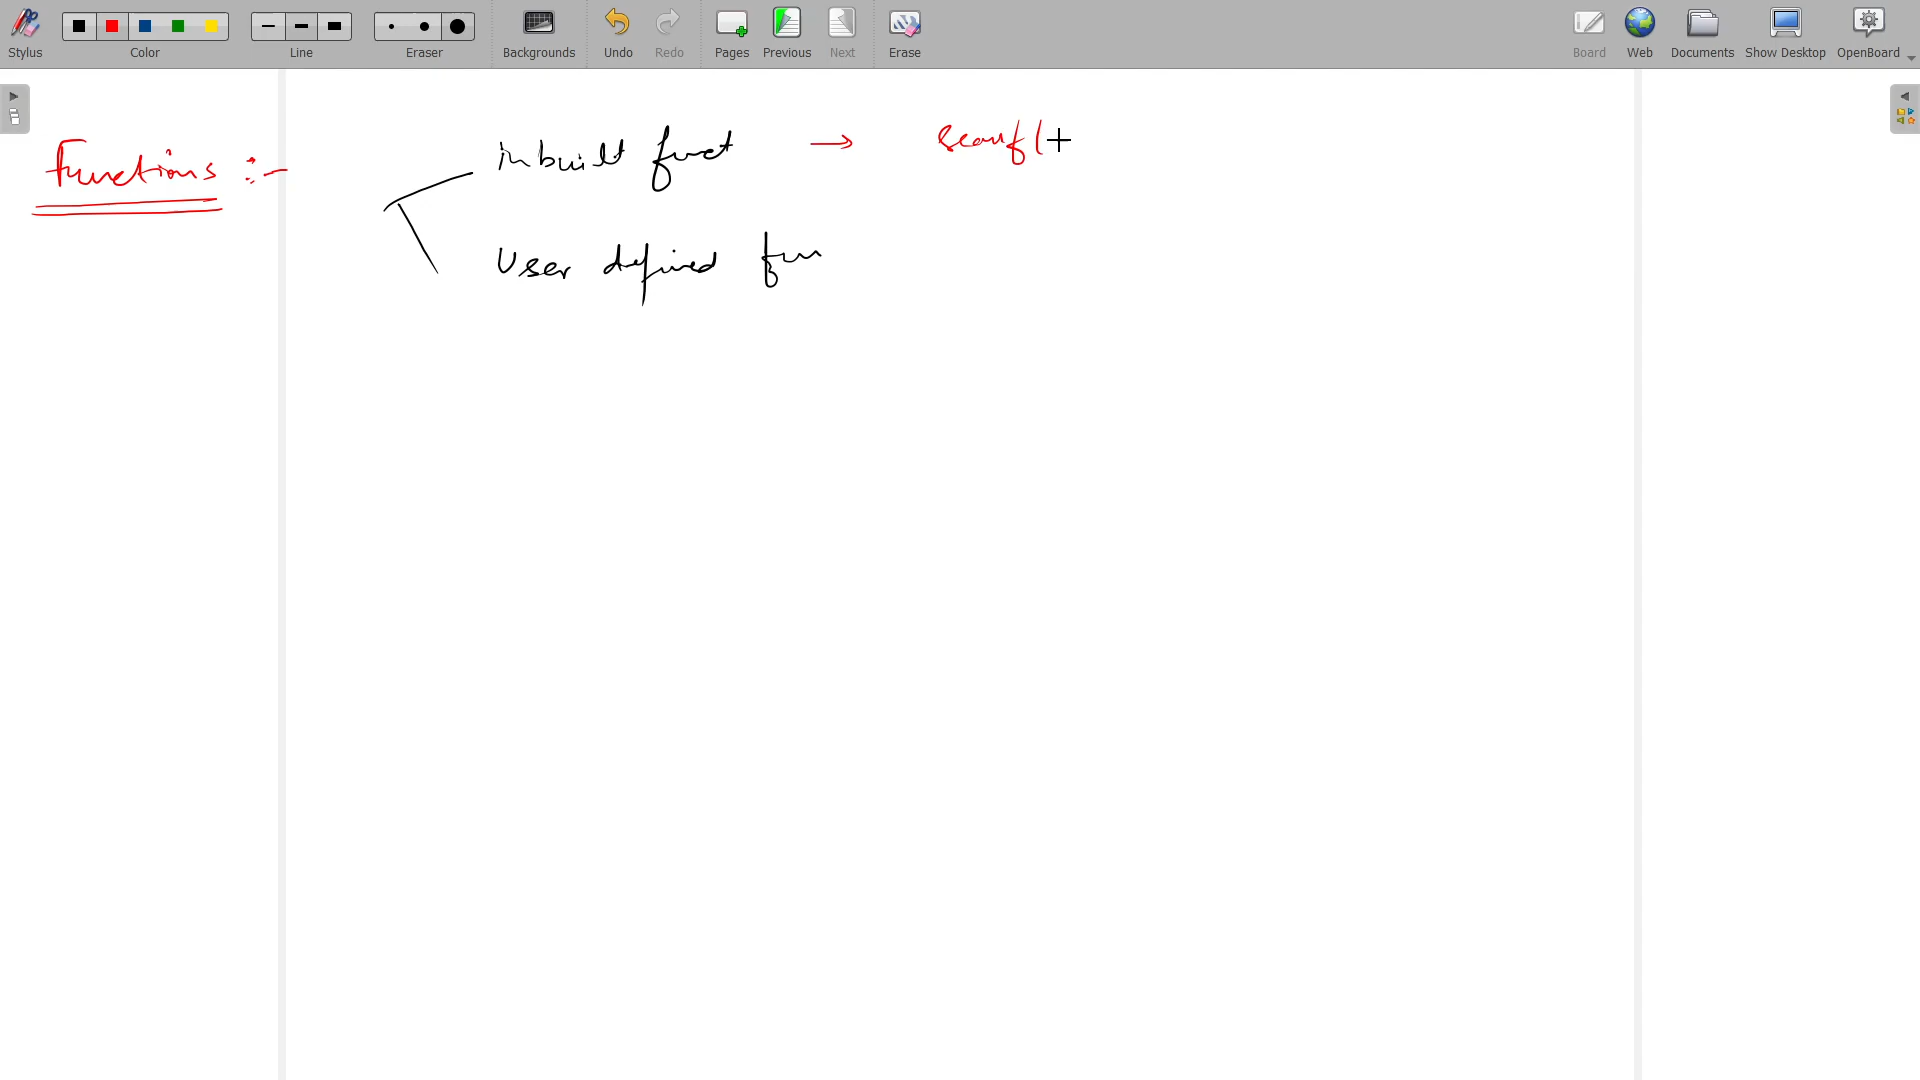 Stylus Color Line Eraser Backgrounds Undo Redo Pages Previous Next Erase Board Web Documents Show Desktop OpenBoard
Functions :-
inbuilt funct → scanf(
User defined fun